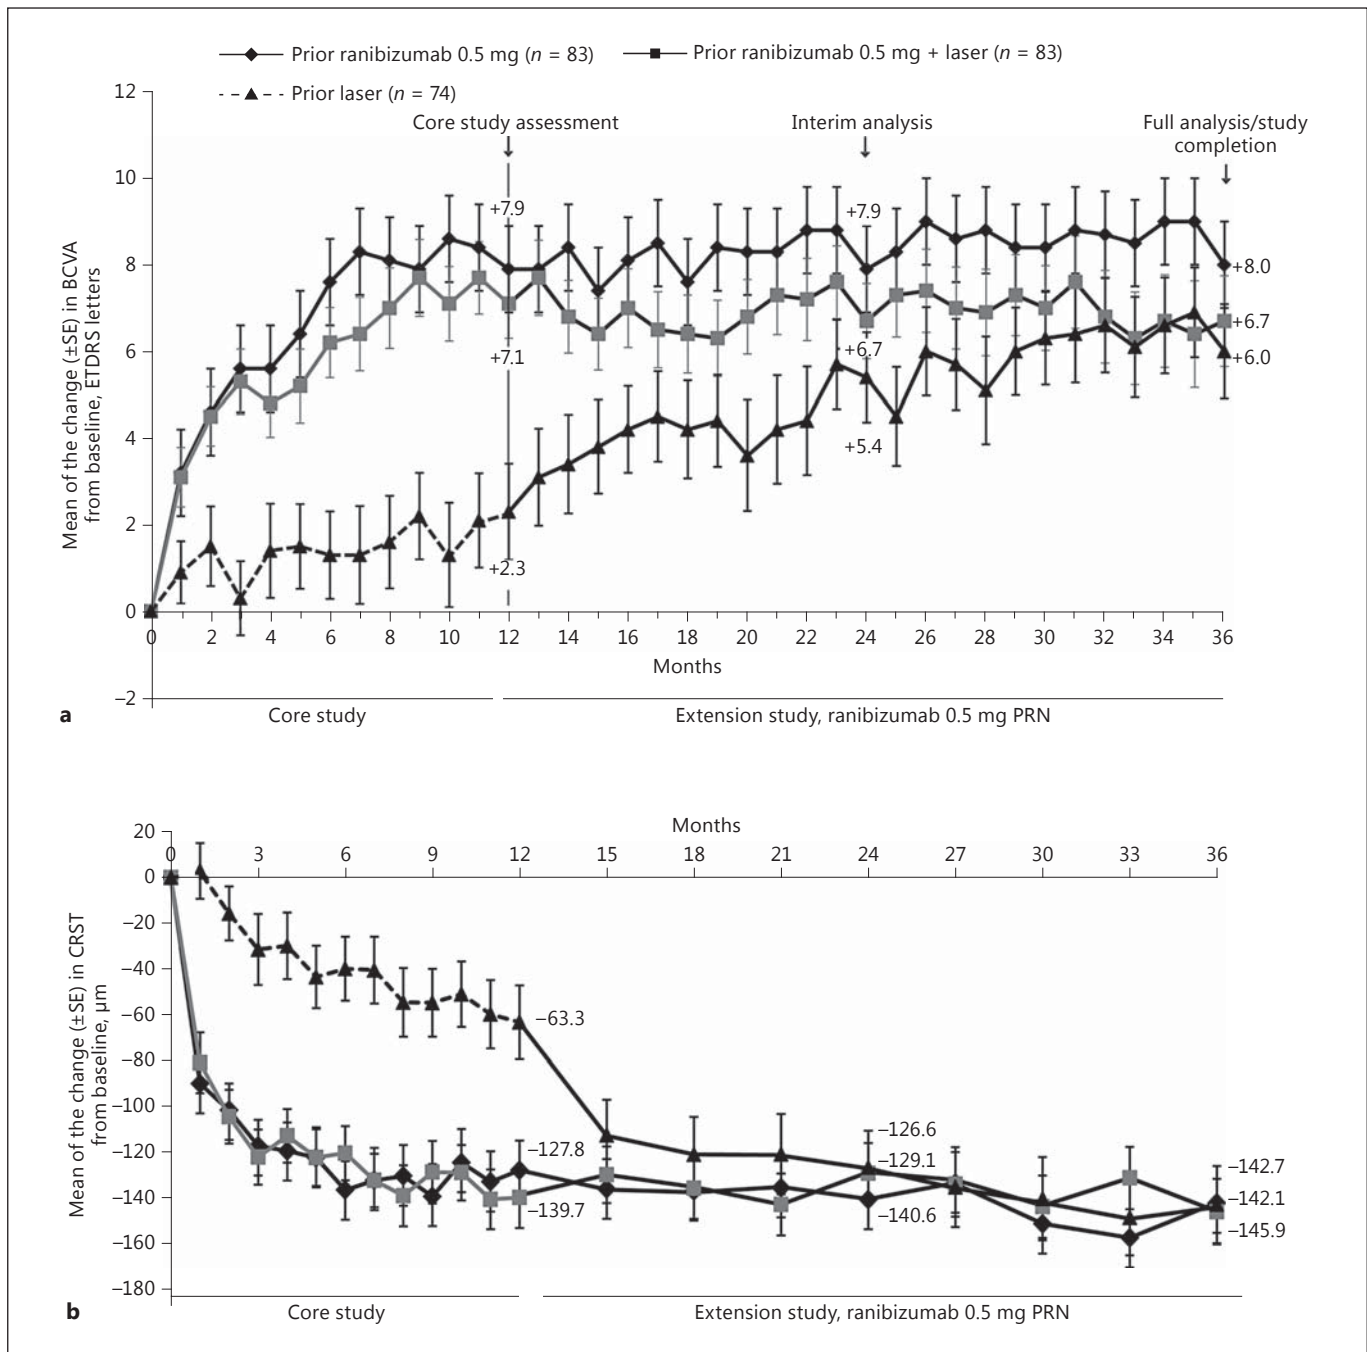 Prior ranibizumab 0.5 mg (n = 83)
Prior ranibizumab 0.5 mg + laser (n = 83)
Prior laser (n = 74)
Core study assessment
Interim analysis
Full analysis/study
completion
Mean of the change (±SE) in BCVA
from baseline, ETDRS letters
12
10
8
6
4
2
0
–2
+7.9
+7.1
+2.3
+7.9
+6.7
+5.4
+8.0
+6.7
+6.0
0 2 4 6 8 10 12 14 16 18 20 22 24 26 28 30 32 34 36
Months
a
Core study
Extension study, ranibizumab 0.5 mg PRN
Months
0 3 6 9 12 15 18 21 24 27 30 33 36
Mean of the change (±SE) in CRST
from baseline, µm
20
0
–20
–40
–60
–80
–100
–120
–140
–160
–180
–63.3
–127.8
–139.7
–126.6
–129.1
–140.6
–142.7
–142.1
–145.9
b
Core study
Extension study, ranibizumab 0.5 mg PRN